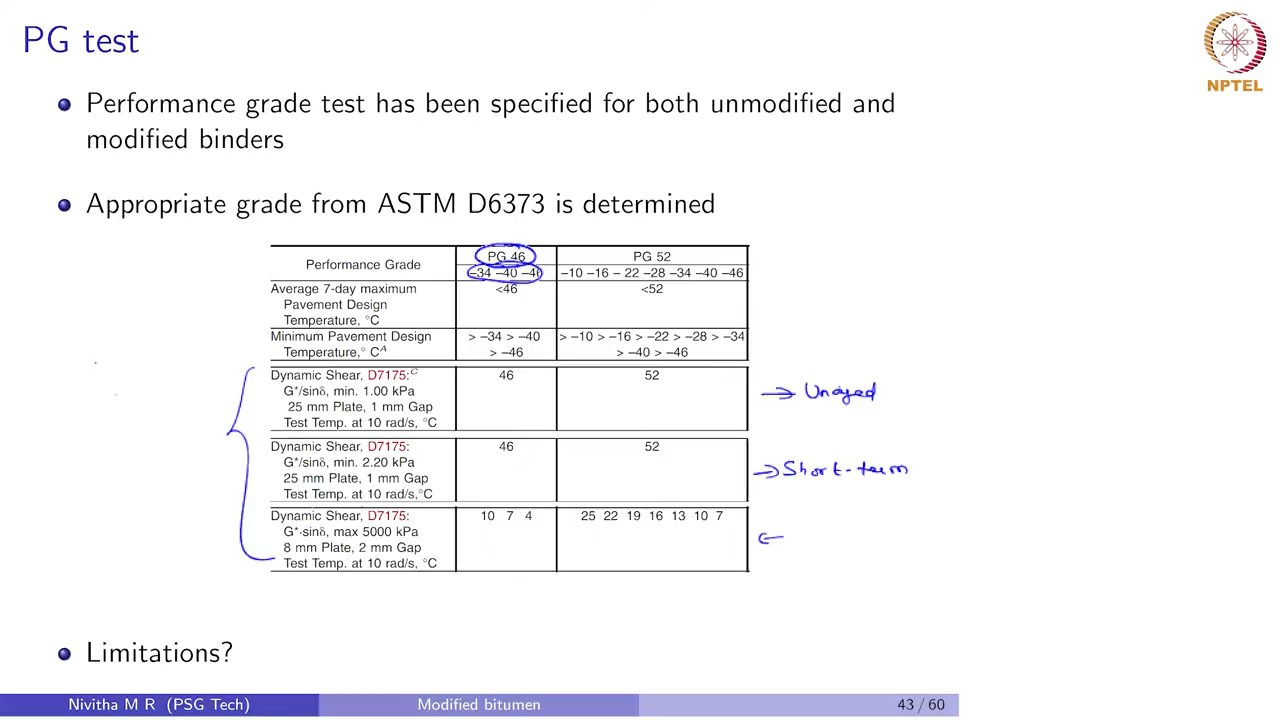 PG test
NPTEL
Performance grade test has been specified for both unmodified and
modified binders
Appropriate grade from ASTM D6373 is determined
Performance Grade
PG 46
PG 52
−34 −40 −46
−10 −16 − 22 −28 −34 −40 −46
Average 7-day maximum
Pavement Design
Temperature, °C
<46
<52
Minimum Pavement Design
Temperature,° C^A
> −34 > −40
> −46
> −10 > −16 > −22 > −28 > −34
> −40 > −46
Dynamic Shear, D7175:^C
G*/sinδ, min. 1.00 kPa
25 mm Plate, 1 mm Gap
Test Temp. at 10 rad/s, °C
46
52
→ Unaged
Dynamic Shear, D7175:
G*/sinδ, min. 2.20 kPa
25 mm Plate, 1 mm Gap
Test Temp. at 10 rad/s,°C
46
52
→ Short-term
Dynamic Shear, D7175:
G*·sinδ, max 5000 kPa
8 mm Plate, 2 mm Gap
Test Temp. at 10 rad/s, °C
10 7 4
25 22 19 16 13 10 7
Limitations?
Nivitha M R (PSG Tech)
Modified bitumen
43 / 60